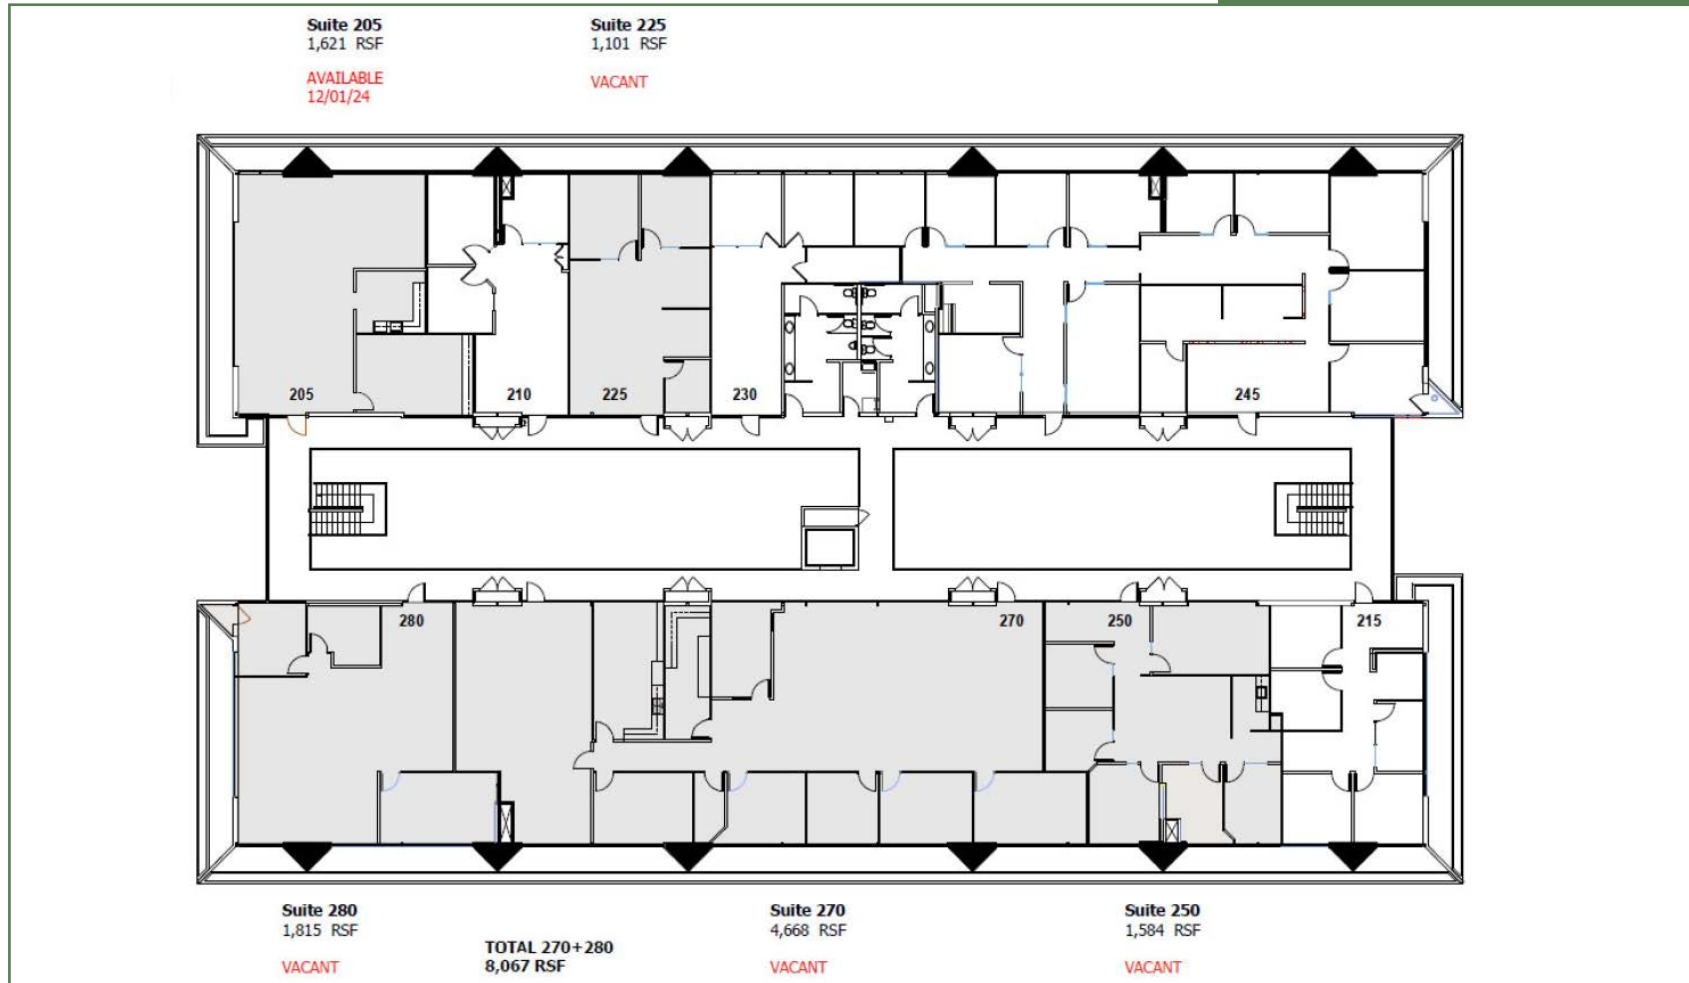 Suite 205
1,621 RSF
AVAILABLE
12/01/24
Suite 225
1,101 RSF
VACANT
205
210
225
230
245
280
270
250
215
Suite 280
1,815 RSF
VACANT
TOTAL 270+280
8,067 RSF
Suite 270
4,668 RSF
VACANT
Suite 250
1,584 RSF
VACANT